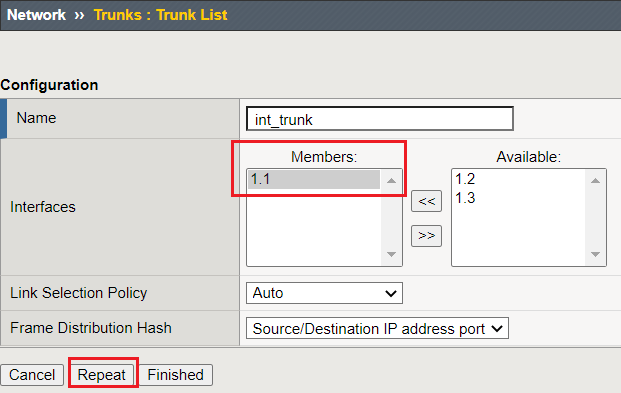 Network ›› Trunks : Trunk List
Configuration
Name int_trunk
Members: Available:
1.1 1.2
1.3
Interfaces << 
>>
Link Selection Policy Auto
Frame Distribution Hash Source/Destination IP address port
Cancel Repeat Finished